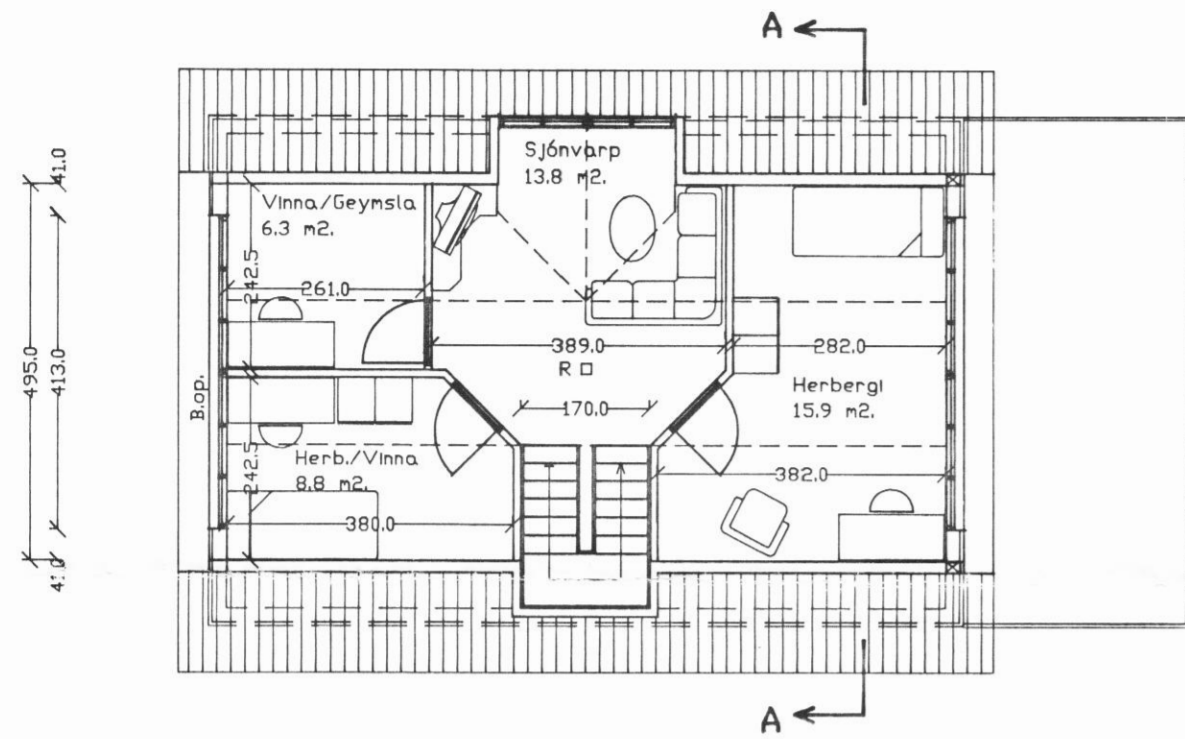 A
Sjónvarp
13.8 m2.
41.0
Vinna/Geymsla
6.3 m2.
242.5
261.0
495.0
413.0
389.0
282.0
R
Herbergi
15.9 m2.
B.op.
170.0
Herb./Vinna
8.8 m2.
242.5
382.0
380.0
41.0
A